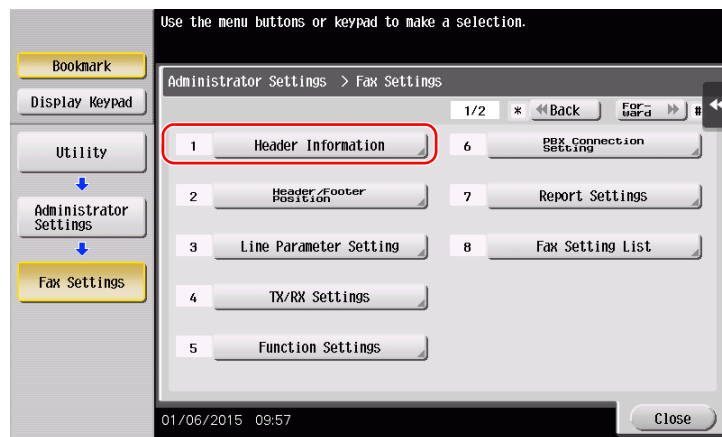 Use the menu buttons or keypad to make a selection.
Bookmark
Display Keypad
Utility
Administrator
Settings
Fax Settings
Administrator Settings > Fax Settings
1/2 * Back For-
ward #
1 Header Information
2 Header/Footer
Position
3 Line Parameter Setting
4 TX/RX Settings
5 Function Settings
6 PBX Connection
Setting
7 Report Settings
8 Fax Setting List
01/06/2015 09:57
Close